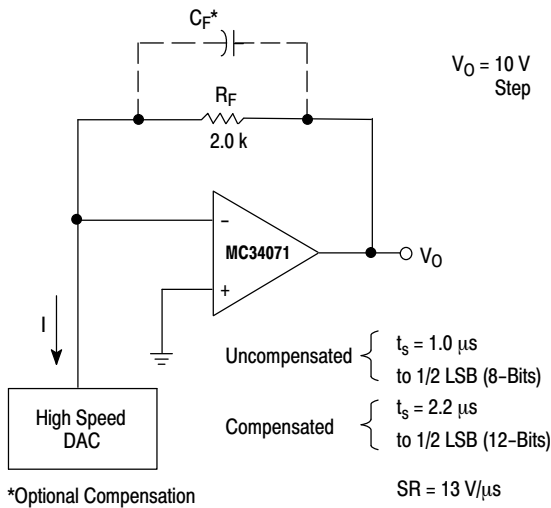 C_F*
V_O = 10 V
Step
R_F
2.0 k
–
MC34071
+
V_O
I
Uncompensated
t_s = 1.0 μs
to 1/2 LSB (8–Bits)
Compensated
t_s = 2.2 μs
to 1/2 LSB (12–Bits)
High Speed
DAC
SR = 13 V/μs
*Optional Compensation